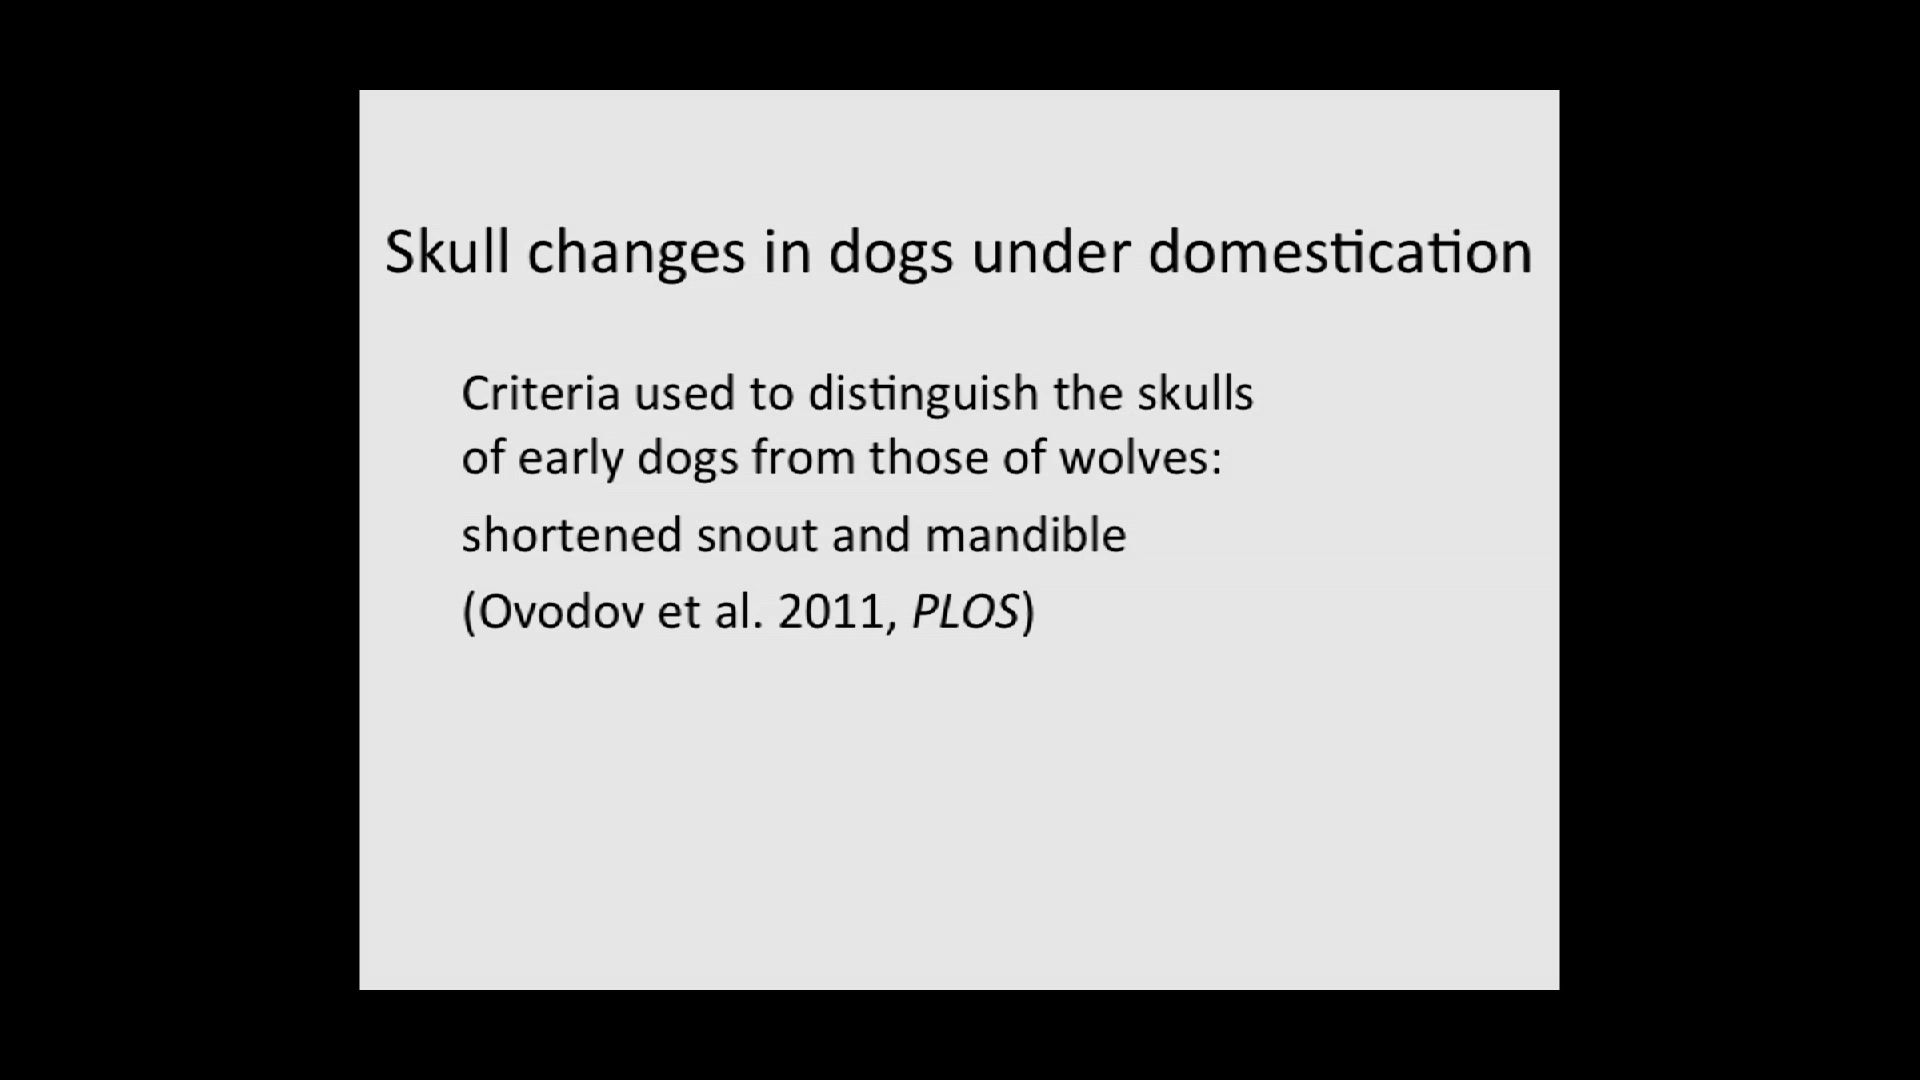 Skull changes in dogs under domestication
Criteria used to distinguish the skulls
of early dogs from those of wolves:
shortened snout and mandible
(Ovodov et al. 2011, PLOS)